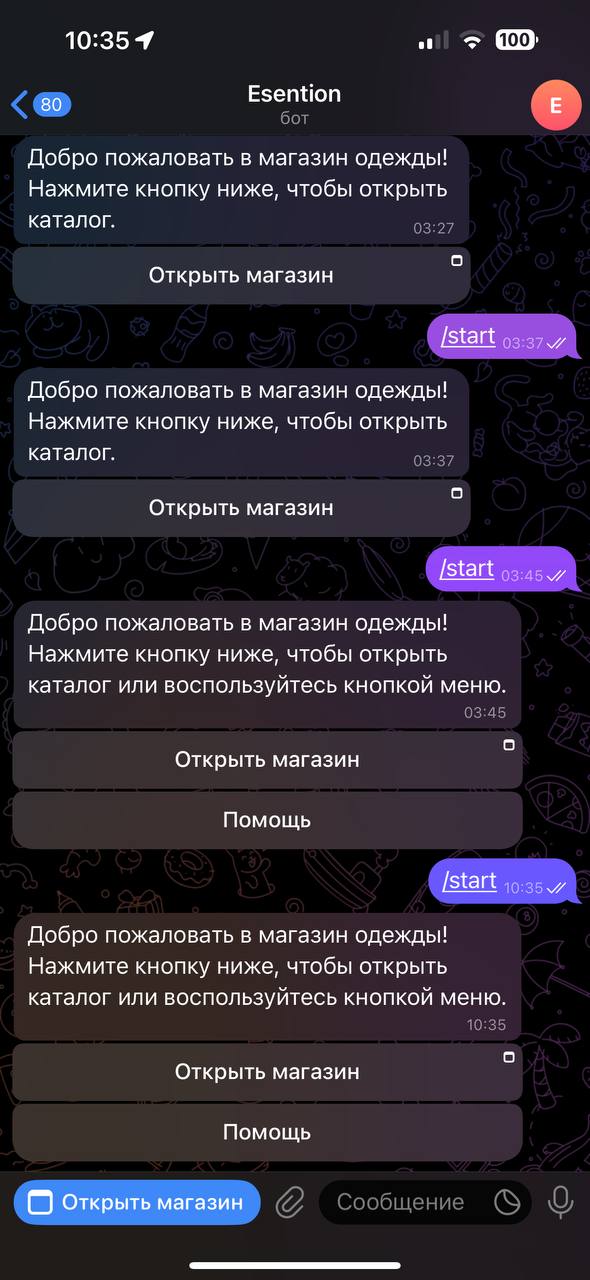 10:35
100
80
Esention
бот
E
Добро пожаловать в магазин одежды!
Нажмите кнопку ниже, чтобы открыть
каталог.
03:27
Открыть магазин
/start 03:37
Добро пожаловать в магазин одежды!
Нажмите кнопку ниже, чтобы открыть
каталог.
03:37
Открыть магазин
/start 03:45
Добро пожаловать в магазин одежды!
Нажмите кнопку ниже, чтобы открыть
каталог или воспользуйтесь кнопкой меню.
03:45
Открыть магазин
Помощь
/start 10:35
Добро пожаловать в магазин одежды!
Нажмите кнопку ниже, чтобы открыть
каталог или воспользуйтесь кнопкой меню.
10:35
Открыть магазин
Помощь
Открыть магазин
Сообщение